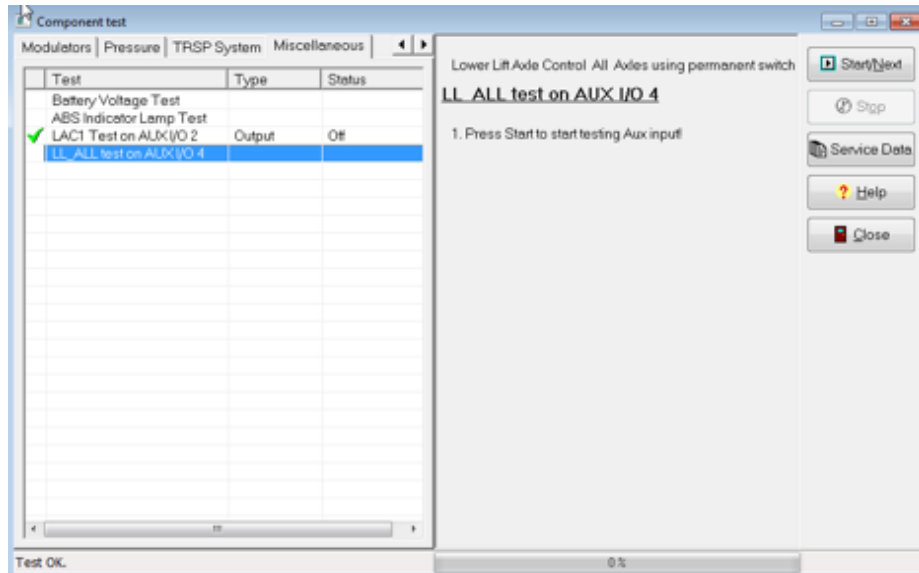 Component test
Modulators Pressure TRSP System Miscellaneous
Test Type Status
Battery Voltage Test
ABS Indicator Lamp Test
LAC1 Test on AUX I/O 2 Output Off
LL_ALL test on AUX I/O 4
Lower Lift Axle Control All Axles using permanent switch
LL_ALL test on AUX I/O 4
1. Press Start to start testing Aux input!
Start/Next
Stop
Service Data
? Help
Close
Test OK.
0 %